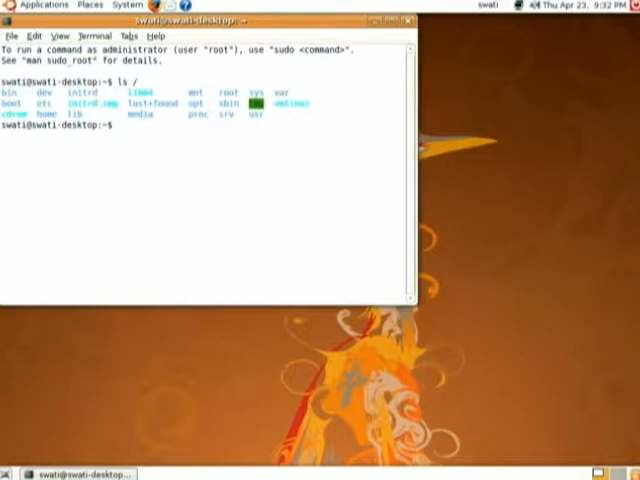 Applications Places System swati Thu Apr 23, 9:32 PM
swati@swati-desktop: ~
File Edit View Terminal Tabs Help
To run a command as administrator (user "root"), use "sudo <command>".
See "man sudo_root" for details.
swati@swati-desktop:~$ ls /
bin dev initrd lib64 mnt root sys var
boot etc initrd.img lost+found opt sbin tmp vmlinuz
cdrom home lib media proc srv usr
swati@swati-desktop:~$
swati@swati-desktop...